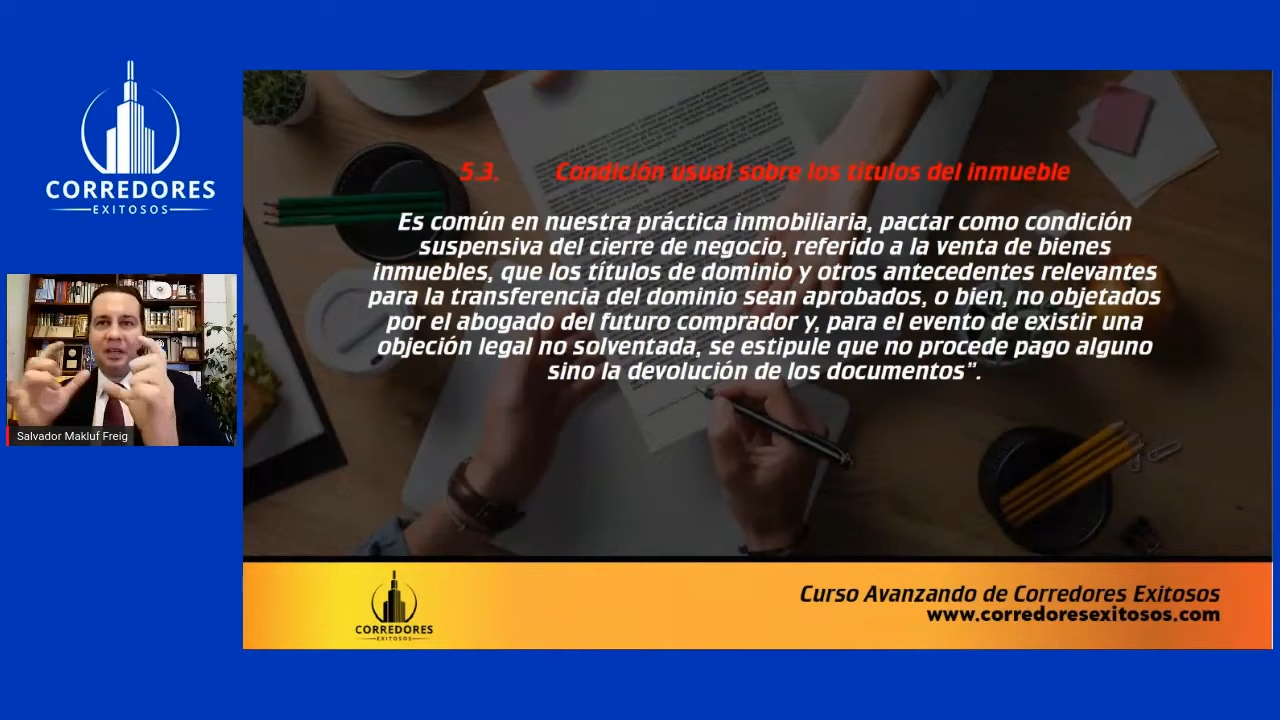 CORREDORES
EXITOSOS
Salvador Makluf Freig
5.3. Condición usual sobre los títulos del inmueble
Es común en nuestra práctica inmobiliaria, pactar como condición
suspensiva del cierre de negocio, referido a la venta de bienes
inmuebles, que los títulos de dominio y otros antecedentes relevantes
para la transferencia del dominio sean aprobados, o bien, no objetados
por el abogado del futuro comprador y, para el evento de existir una
objeción legal no solventada, se estipule que no procede pago alguno
sino la devolución de los documentos”.
CORREDORES
EXITOSOS
Curso Avanzando de Corredores Exitosos
www.corredoresexitosos.com